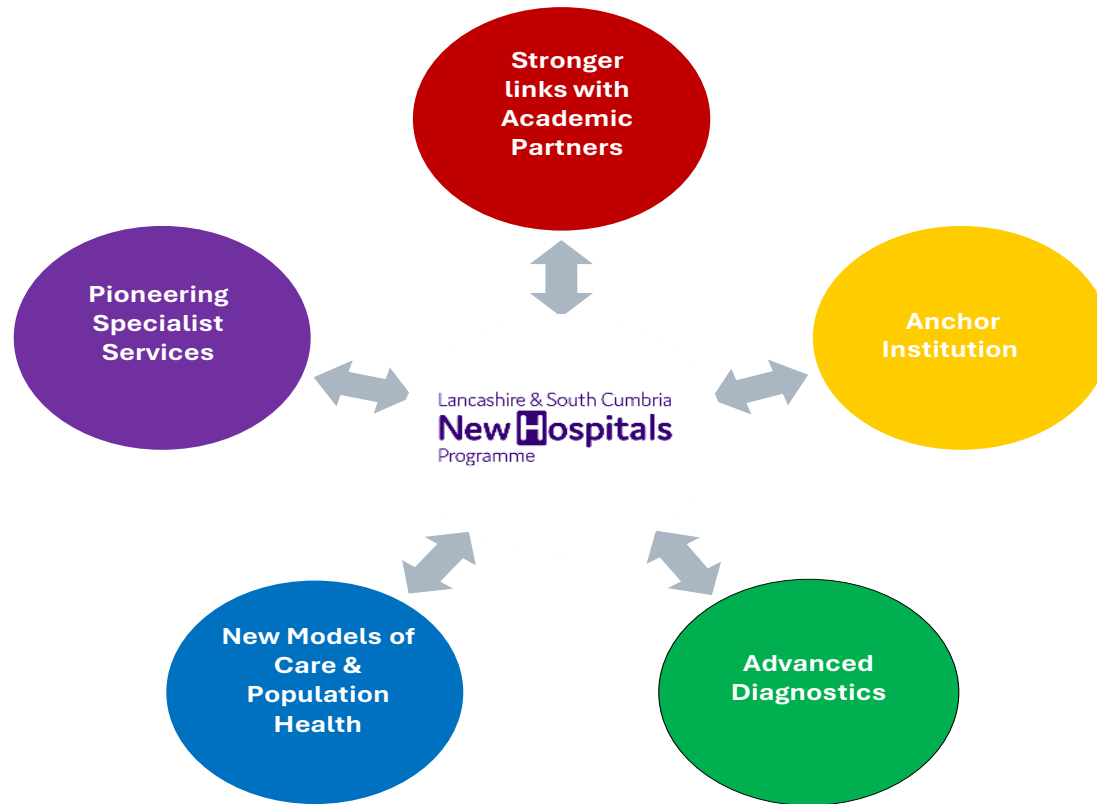 Stronger
links with
Academic
Partners
Pioneering
Specialist
Services
Anchor
Institution
Lancashire & South Cumbria
New Hospitals
Programme
New Models of
Care &
Population
Health
Advanced
Diagnostics